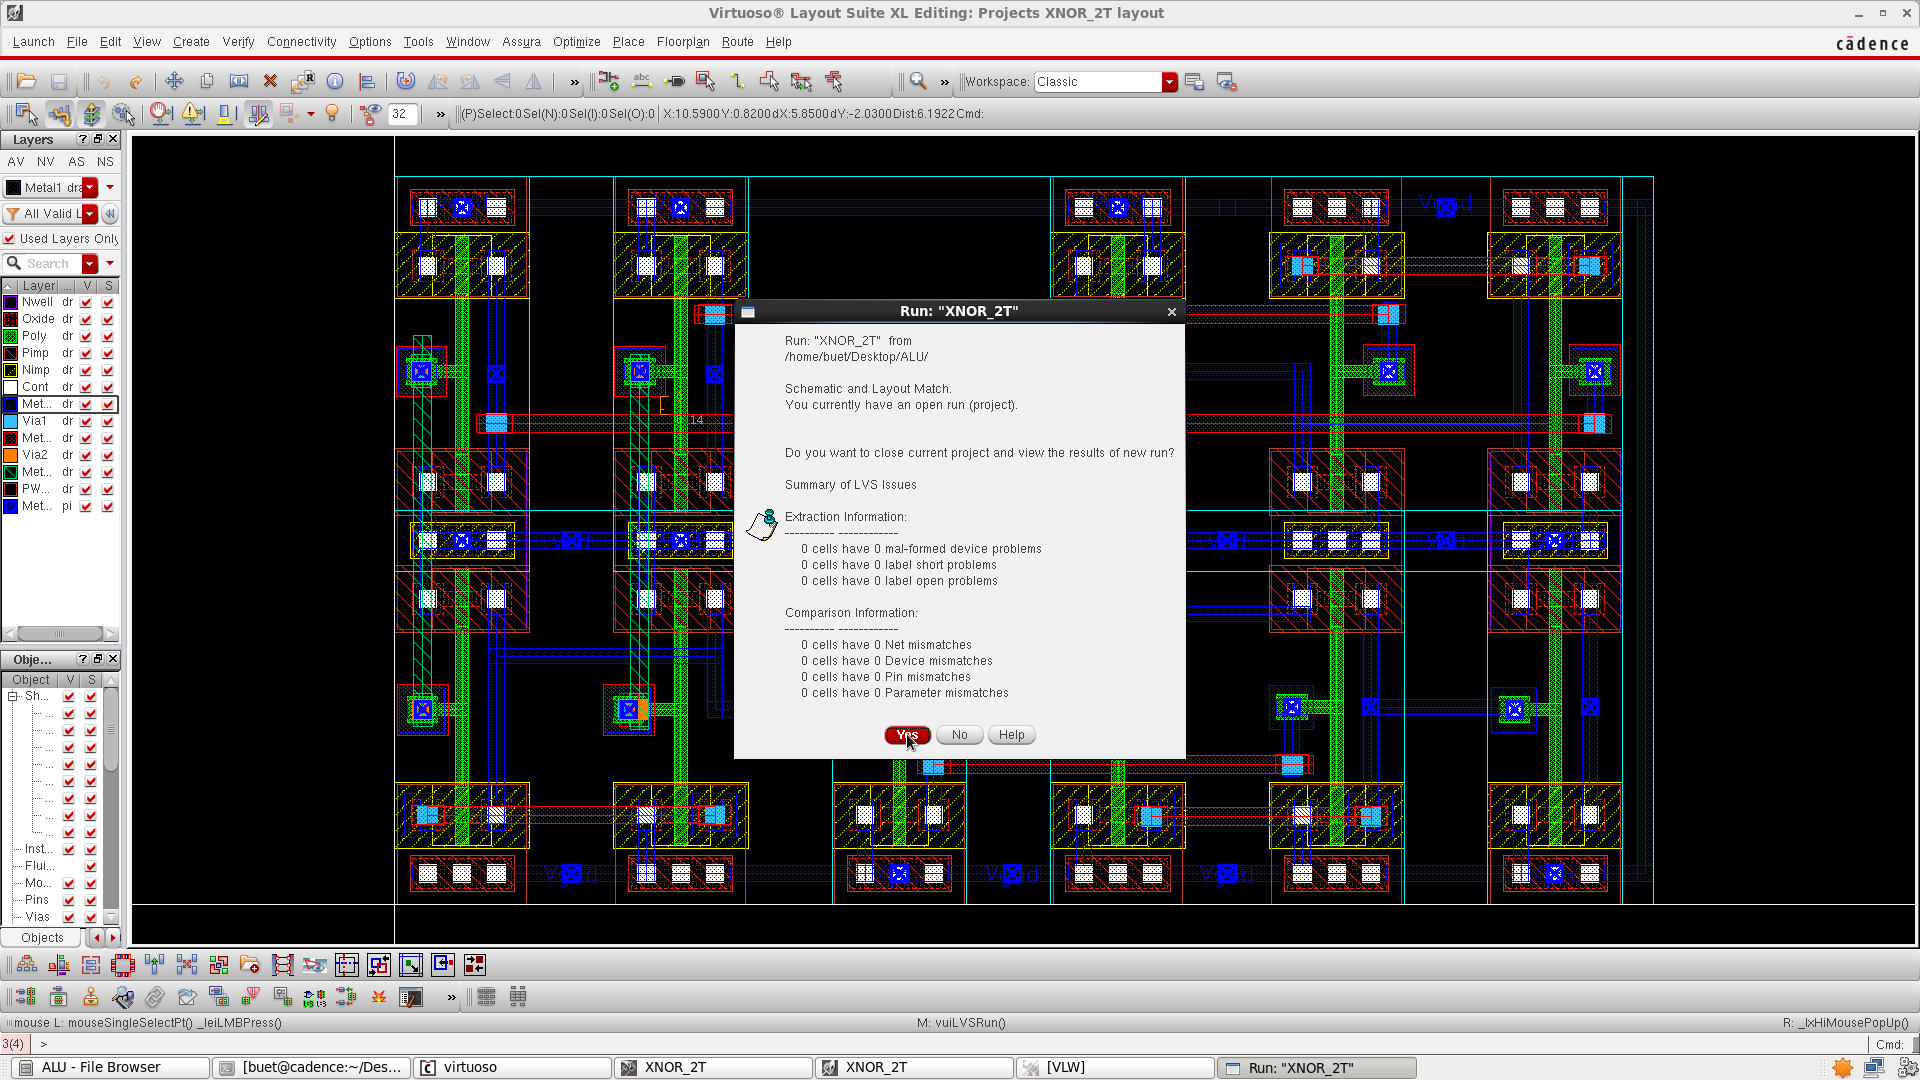 Virtuoso® Layout Suite XL Editing: Projects XNOR_2T layout
Launch File Edit View Create Verify Connectivity Options Tools Window Assura Optimize Place Floorplan Route Help
cādence
Workspace: Classic
32
(P)Select:0 Sel(N):0 Sel(I):0 Sel(O):0 X:10.5900 Y:0.8200 dX:5.8500 dY:-2.0300 Dist:6.1922 Cmd:
Layers
AV NV AS NS
Metal1 dra
All Valid L
Used Layers Only
Search
Layer ... V S
Nwell dr
Oxide dr
Poly dr
Pimp dr
Nimp dr
Cont dr
Met... dr
Via1 dr
Met... dr
Via2 dr
Met... dr
PW... dr
Met... pi
Obje...
Object V S
Sh...
...
...
...
...
...
...
...
...
Inst...
Flui...
Mo...
Pins
Vias
Objects
14
Run: "XNOR_2T"
Run: "XNOR_2T" from
/home/buet/Desktop/ALU/
Schematic and Layout Match.
You currently have an open run (project).
Do you want to close current project and view the results of new run?
Summary of LVS Issues
Extraction Information:
---------- ------------
0 cells have 0 mal-formed device problems
0 cells have 0 label short problems
0 cells have 0 label open problems
Comparison Information:
---------- ------------
0 cells have 0 Net mismatches
0 cells have 0 Device mismatches
0 cells have 0 Pin mismatches
0 cells have 0 Parameter mismatches
Yes No Help
mouse L: mouseSingleSelectPt() _leiLMBPress()
M: vuiLVSRun()
R: _lxHiMousePopUp()
3(4) >
Cmd:
ALU - File Browser
[buet@cadence:~/Des...
virtuoso
XNOR_2T
XNOR_2T
[VLW]
Run: "XNOR_2T"